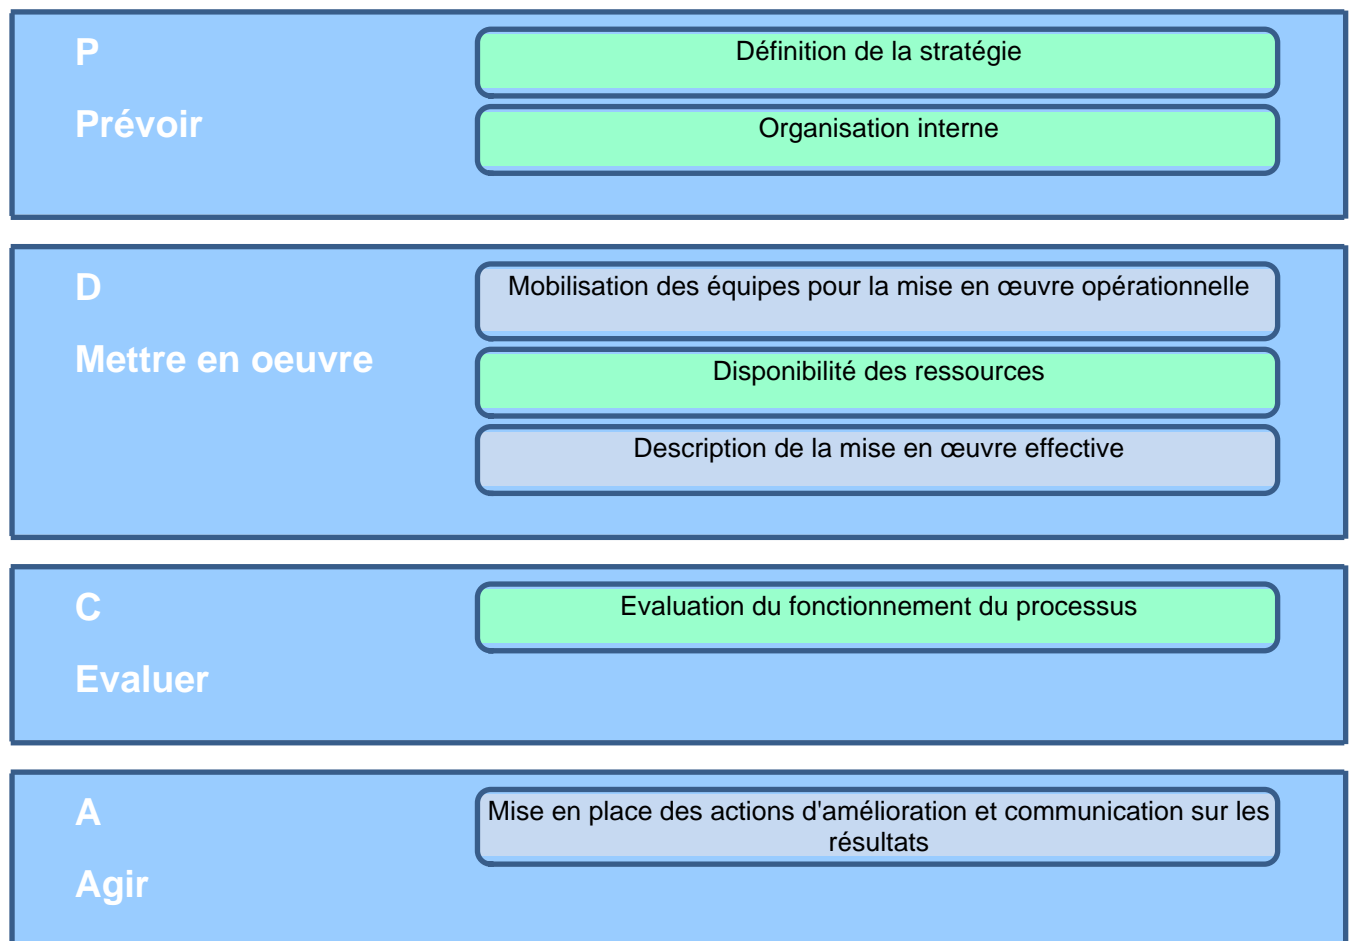 P
Prévoir
Définition de la stratégie
Organisation interne
D
Mettre en oeuvre
Mobilisation des équipes pour la mise en œuvre opérationnelle
Disponibilité des ressources
Description de la mise en œuvre effective
C
Evaluer
Evaluation du fonctionnement du processus
A
Agir
Mise en place des actions d'amélioration et communication sur les
résultats